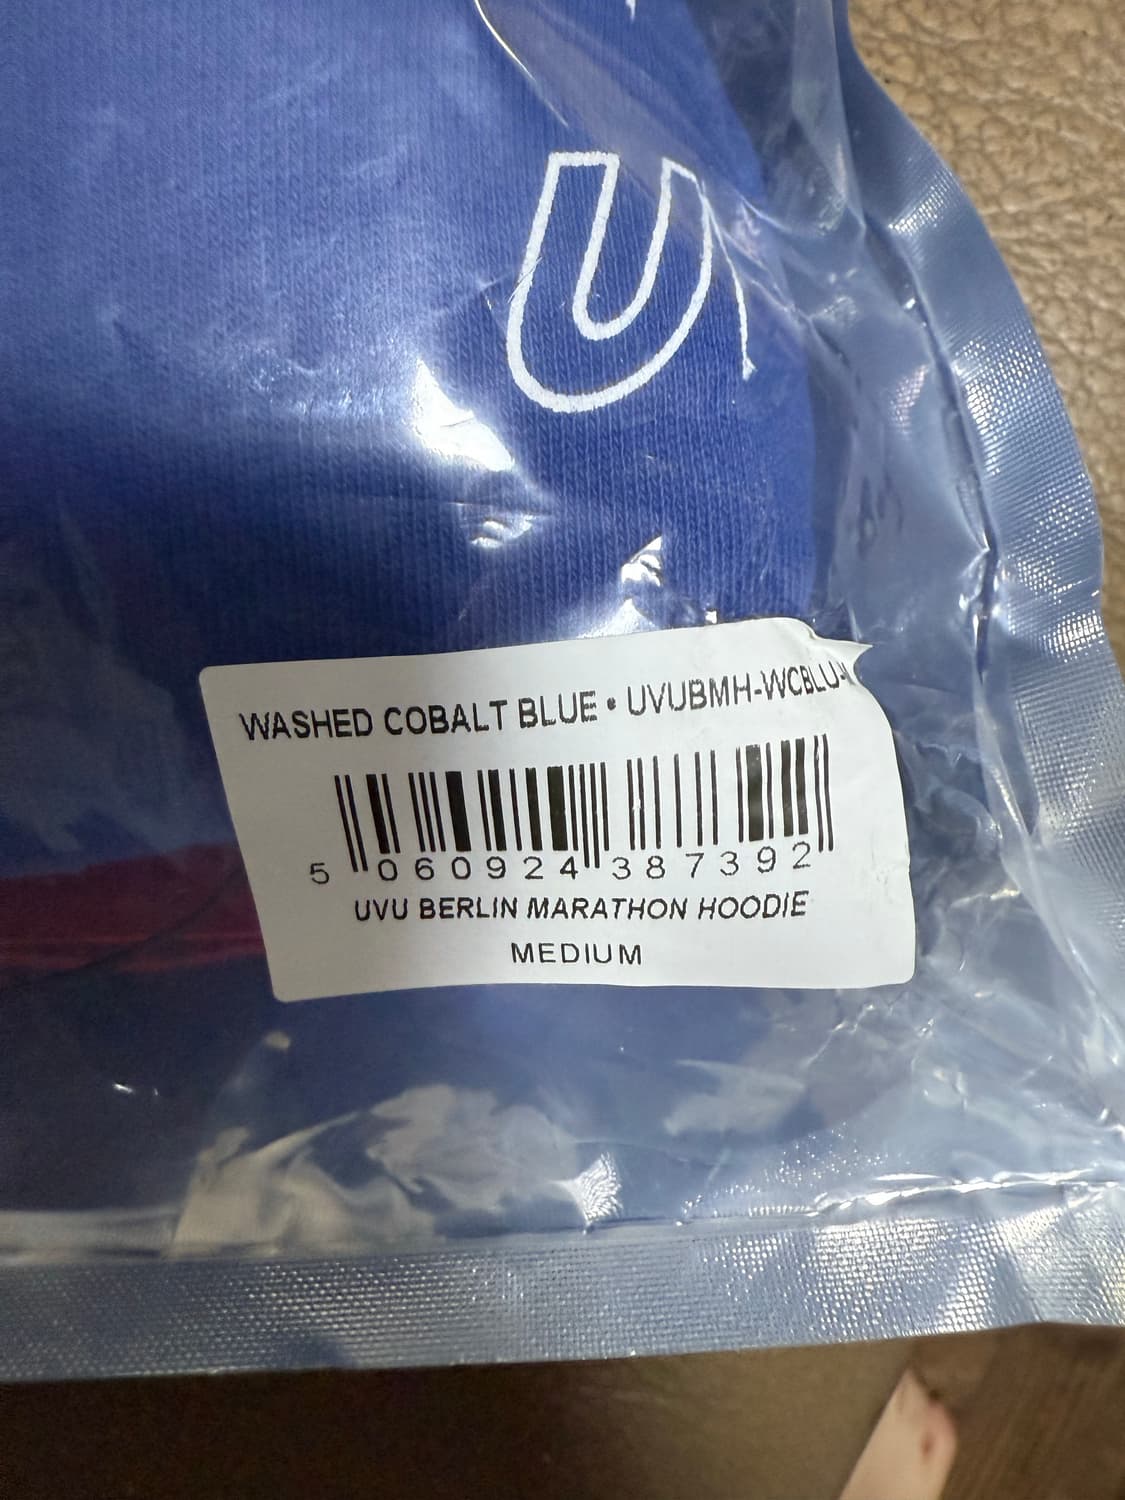 U
WASHED COBALT BLUE • UVUBMH-WCBLU-
5 060924 387392
UVU BERLIN MARATHON HOODIE
MEDIUM